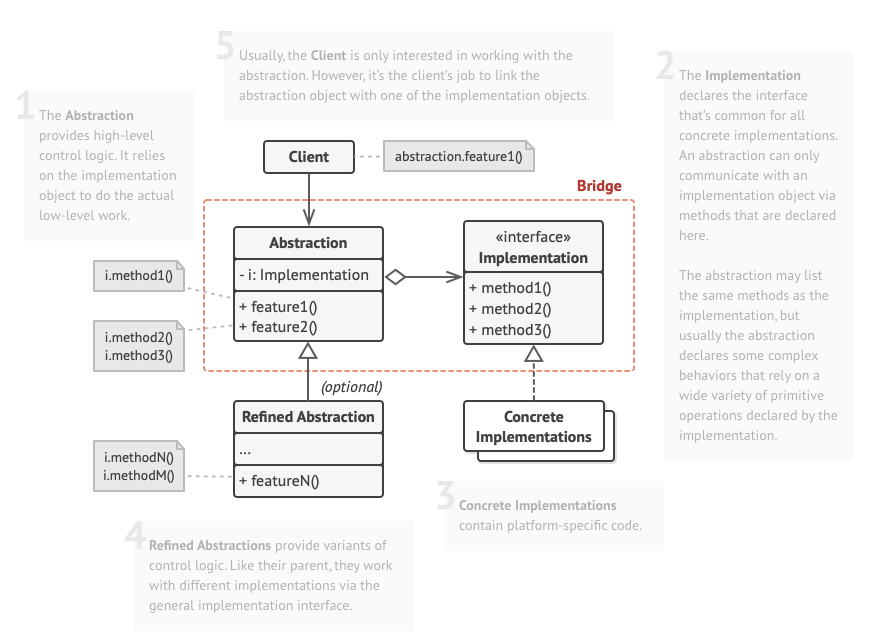 5
Usually, the Client is only interested in working with the
abstraction. However, it's the client's job to link the
abstraction object with one of the implementation objects.
1
The Abstraction
provides high-level
control logic. It relies
on the implementation
object to do the actual
low-level work.
2
The Implementation
declares the interface
that's common for all
concrete implementations.
An abstraction can only
communicate with an
implementation object via
methods that are declared
here.
The abstraction may list
the same methods as the
implementation, but
usually the abstraction
declares some complex
behaviors that rely on a
wide variety of primitive
operations declared by the
implementation.
Client
abstraction.feature1()
Bridge
Abstraction
- i: Implementation
+ feature1()
+ feature2()
«interface»
Implementation
+ method1()
+ method2()
+ method3()
i.method1()
i.method2()
i.method3()
(optional)
Refined Abstraction
...
+ featureN()
Concrete
Implementations
i.methodN()
i.methodM()
3
Concrete Implementations
contain platform-specific code.
4
Refined Abstractions provide variants of
control logic. Like their parent, they work
with different implementations via the
general implementation interface.